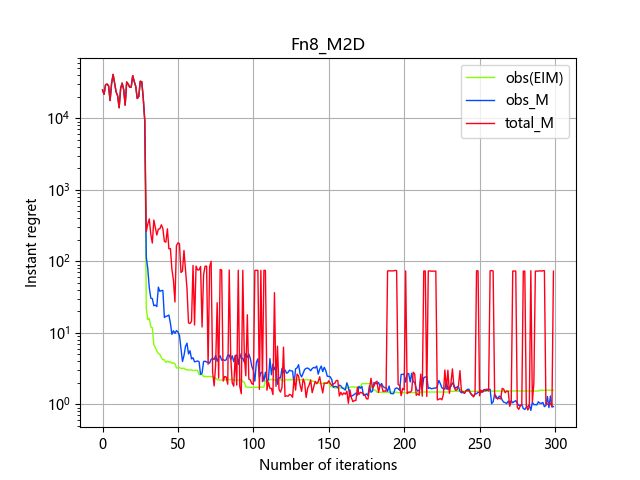 Fn8_M2D
obs(EIM)
obs_M
total_M
Instant regret
10⁴
10³
10²
10¹
10⁰
0 50 100 150 200 250 300
Number of iterations